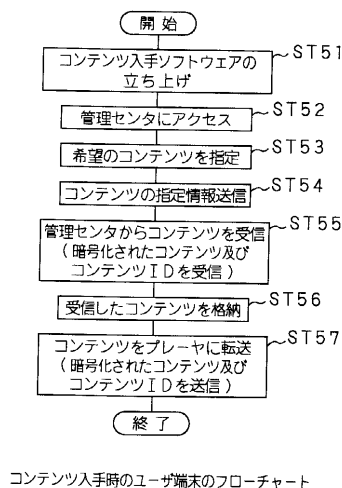 開始
コンテンツ入手ソフトウェアの
立ち上げ
ST51
管理センタにアクセス
ST52
希望のコンテンツを指定
ST53
コンテンツの指定情報送信
ST54
管理センタからコンテンツを受信
(暗号化されたコンテンツ及び
コンテンツIDを受信)
ST55
受信したコンテンツを格納
ST56
コンテンツをプレーヤに転送
(暗号化されたコンテンツ及び
コンテンツIDを送信)
ST57
終了
コンテンツ入手時のユーザ端末のフローチャート